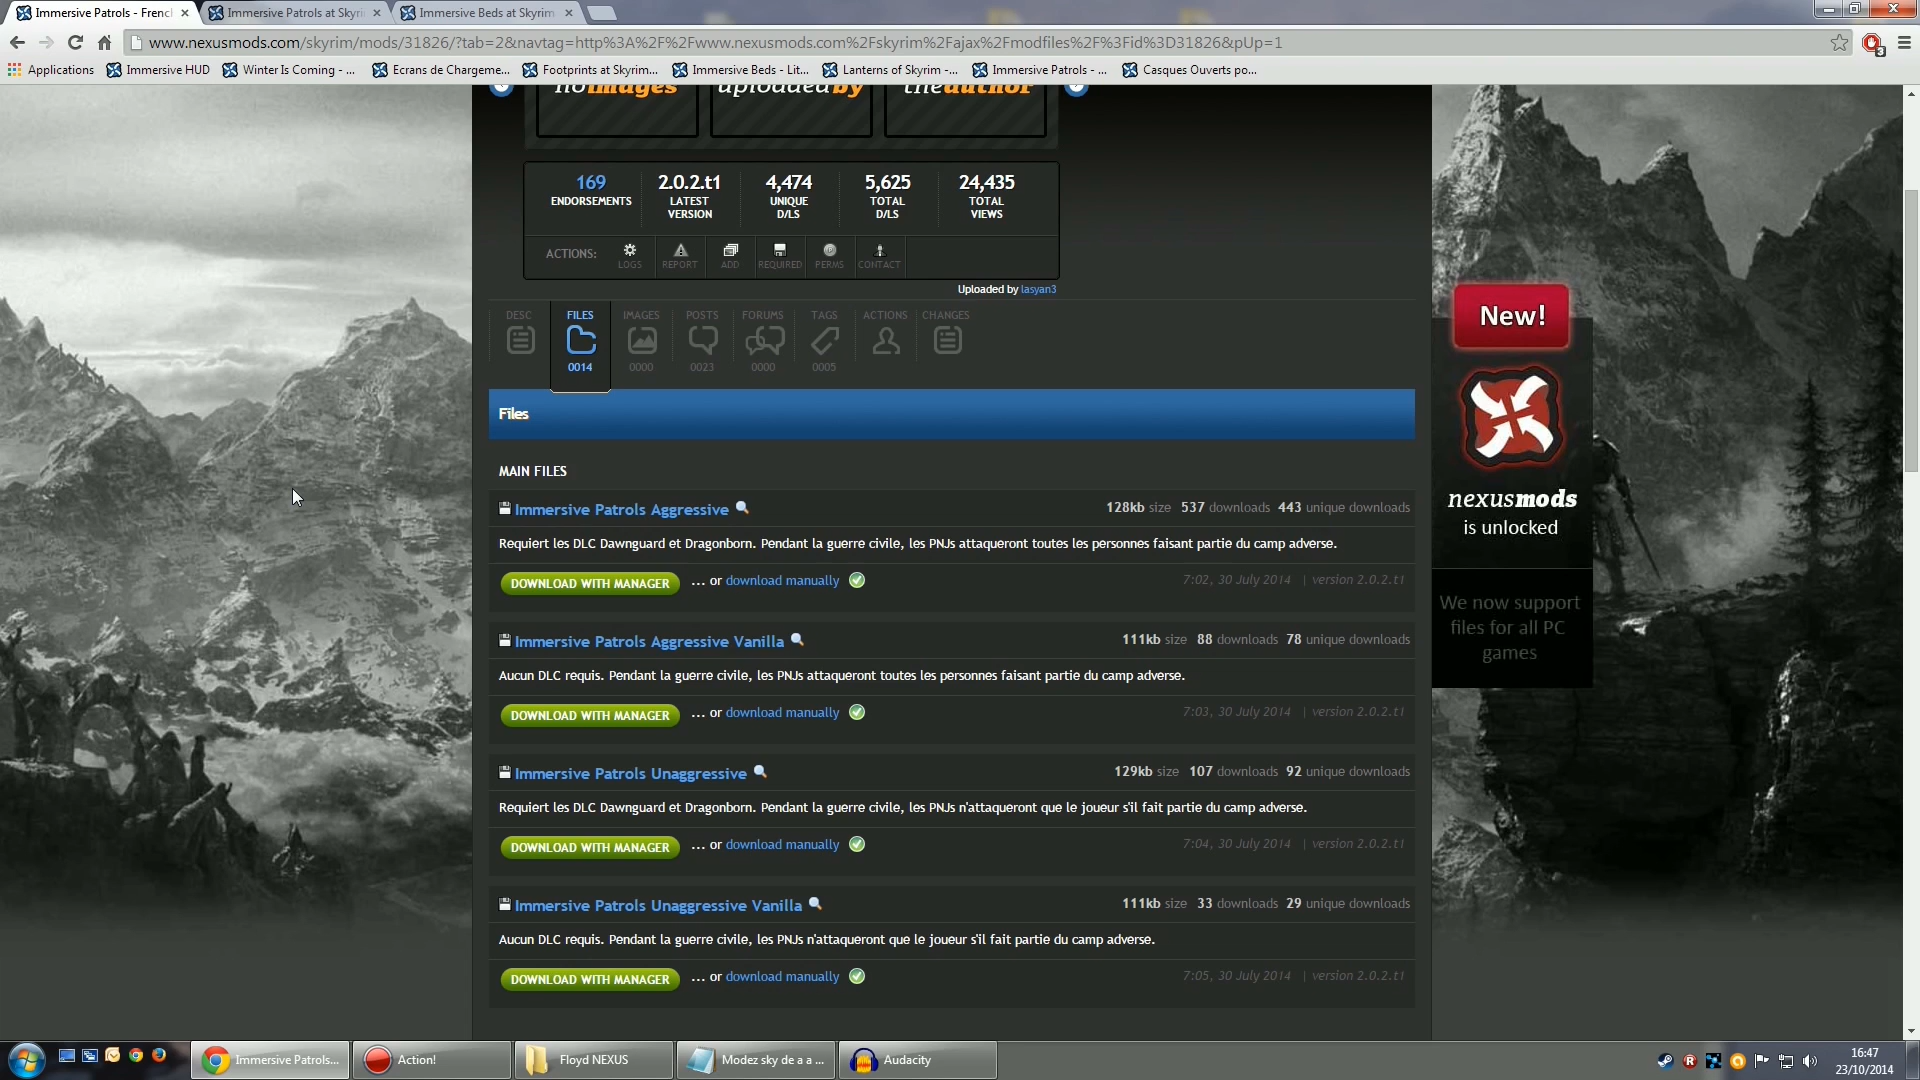 Immersive Patrols - Frenc
Immersive Patrols at Skyri
Immersive Beds at Skyrim
www.nexusmods.com/skyrim/mods/31826/?tab=2&navtag=http%3A%2F%2Fwww.nexusmods.com%2Fskyrim%2Fajax%2Fmodfiles%2F%3Fid%3D31826&pUp=1
3
Applications
Immersive HUD
Winter Is Coming - ...
Ecrans de Chargeme...
Footprints at Skyrim...
Immersive Beds - Lit...
Lanterns of Skyrim -...
Immersive Patrols - ...
Casques Ouverts po...
noimages
uploadedby
theauthor
169 ENDORSEMENTS
2.0.2.t1 LATEST VERSION
4,474 UNIQUE D/LS
5,625 TOTAL D/LS
24,435 TOTAL VIEWS
ACTIONS: LOGS REPORT ADD REQUIRED PERMS CONTACT
Uploaded by lasyan3
DESC
FILES 0014
IMAGES 0000
POSTS 0023
FORUMS 0000
TAGS 0005
ACTIONS
CHANGES
Files
MAIN FILES
Immersive Patrols Aggressive 128kb size 537 downloads 443 unique downloads
Requiert les DLC Dawnguard et Dragonborn. Pendant la guerre civile, les PNJs attaqueront toutes les personnes faisant partie du camp adverse.
DOWNLOAD WITH MANAGER ... or download manually 7:02, 30 July 2014 | version 2.0.2.t1
Immersive Patrols Aggressive Vanilla 111kb size 88 downloads 78 unique downloads
Aucun DLC requis. Pendant la guerre civile, les PNJs attaqueront toutes les personnes faisant partie du camp adverse.
DOWNLOAD WITH MANAGER ... or download manually 7:03, 30 July 2014 | version 2.0.2.t1
Immersive Patrols Unaggressive 129kb size 107 downloads 92 unique downloads
Requiert les DLC Dawnguard et Dragonborn. Pendant la guerre civile, les PNJs n'attaqueront que le joueur s'il fait partie du camp adverse.
DOWNLOAD WITH MANAGER ... or download manually 7:04, 30 July 2014 | version 2.0.2.t1
Immersive Patrols Unaggressive Vanilla 111kb size 33 downloads 29 unique downloads
Aucun DLC requis. Pendant la guerre civile, les PNJs n'attaqueront que le joueur s'il fait partie du camp adverse.
DOWNLOAD WITH MANAGER ... or download manually 7:05, 30 July 2014 | version 2.0.2.t1
New!
nexusmods
is unlocked
We now support
files for all PC
games
Immersive Patrols...
Action!
Floyd NEXUS
Modez sky de a a ...
Audacity
16:47
23/10/2014